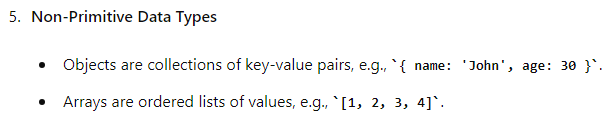 5. Non-Primitive Data Types
• Objects are collections of key-value pairs, e.g., `{ name: 'John', age: 30 }`.
• Arrays are ordered lists of values, e.g., `[1, 2, 3, 4]`.